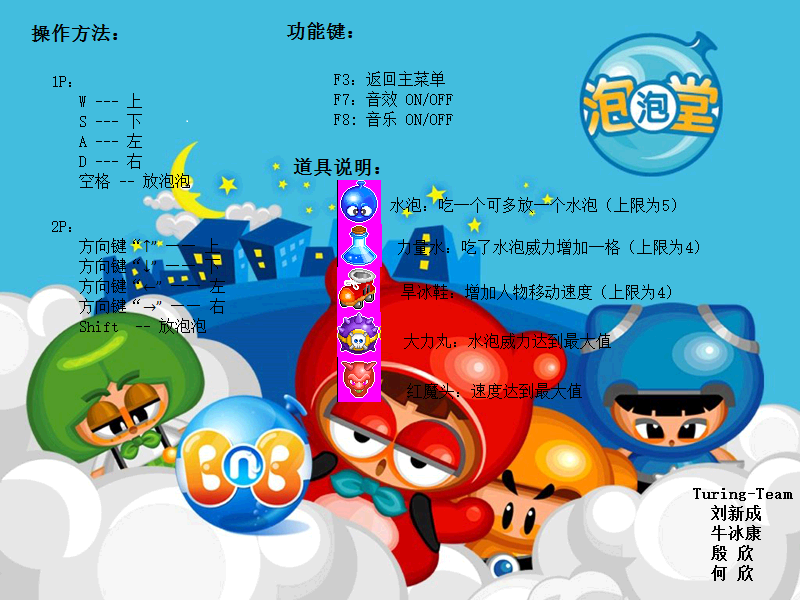 操作方法：
1P：
W --- 上
S --- 下
A --- 左
D --- 右
空格 -- 放泡泡
2P：
方向键“↑” —— 上
方向键“↓” —— 下
方向键“←” —— 左
方向键“→” —— 右
Shift -- 放泡泡
功能键：
F3：返回主菜单
F7：音效 ON/OFF
F8：音乐 ON/OFF
道具说明：
水泡：吃一个可多放一个水泡（上限为5）
力量水：吃了水泡威力增加一格（上限为4）
旱冰鞋：增加人物移动速度（上限为4）
大力丸：水泡威力达到最大值
红魔头：速度达到最大值
泡泡堂
BnB
Turing-Team
刘新成
牛冰康
殷 欣
何 欣